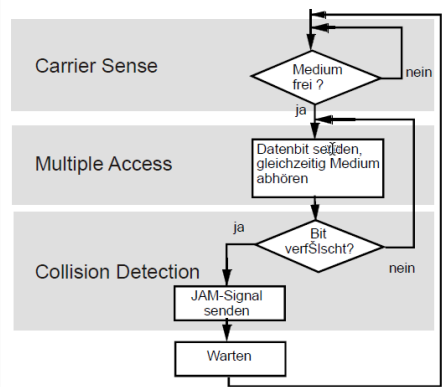 Carrier Sense
Medium
frei ?
nein
ja
Multiple Access
Datenbit senden,
gleichzeitig Medium
abhören
Bit
verfŠlscht?
ja
nein
Collision Detection
JAM-Signal
senden
Warten